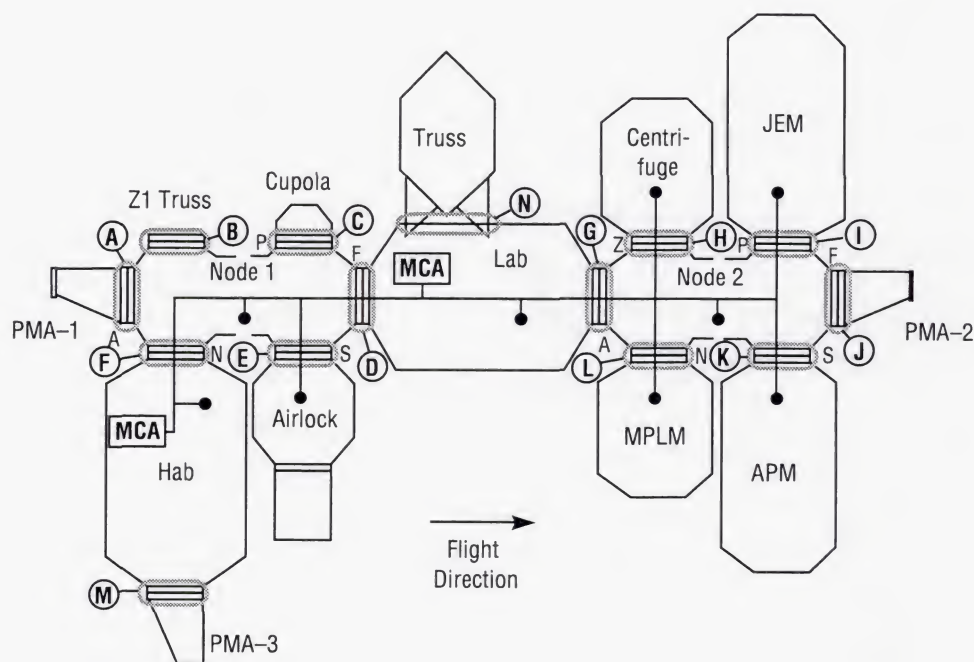 JEM
Truss
Centri-
fuge
Cupola
Z1 Truss
N
A
B
C
G
H
I
P
F
Z
P
F
Node 1
MCA
Lab
Node 2
PMA–1
PMA–2
A
F
N
E
S
D
A
L
N
K
S
J
MCA
Airlock
MPLM
Hab
APM
Flight
Direction
M
PMA–3